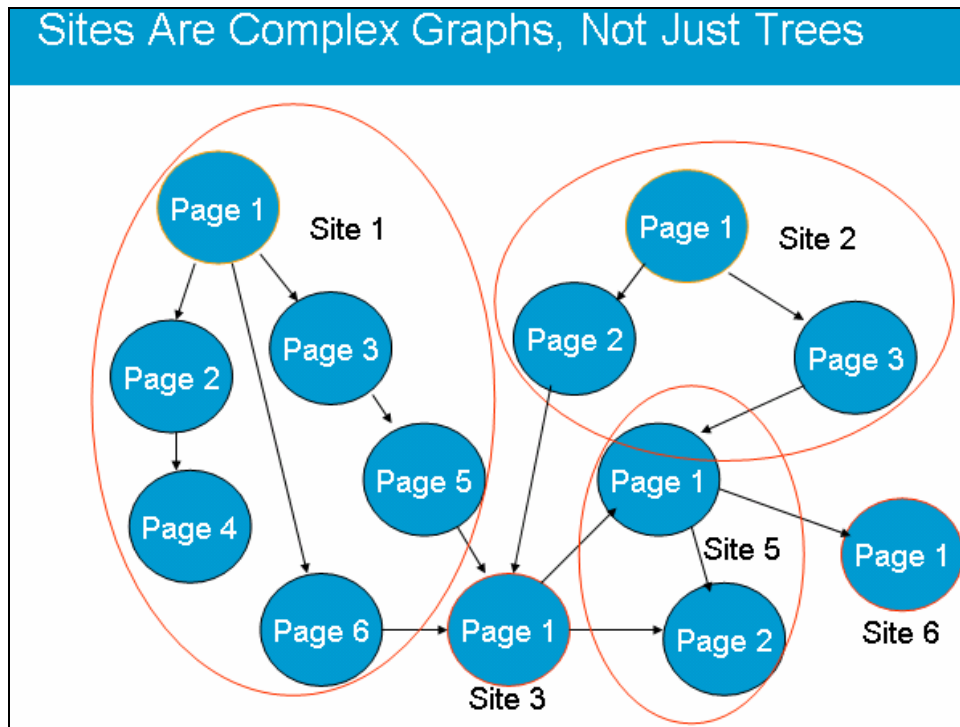 Sites Are Complex Graphs, Not Just Trees
Page 1
Site 1
Page 2
Page 3
Page 4
Page 5
Page 6
Page 1
Site 2
Page 2
Page 3
Page 1
Site 3
Page 1
Site 5
Page 2
Page 1
Site 6